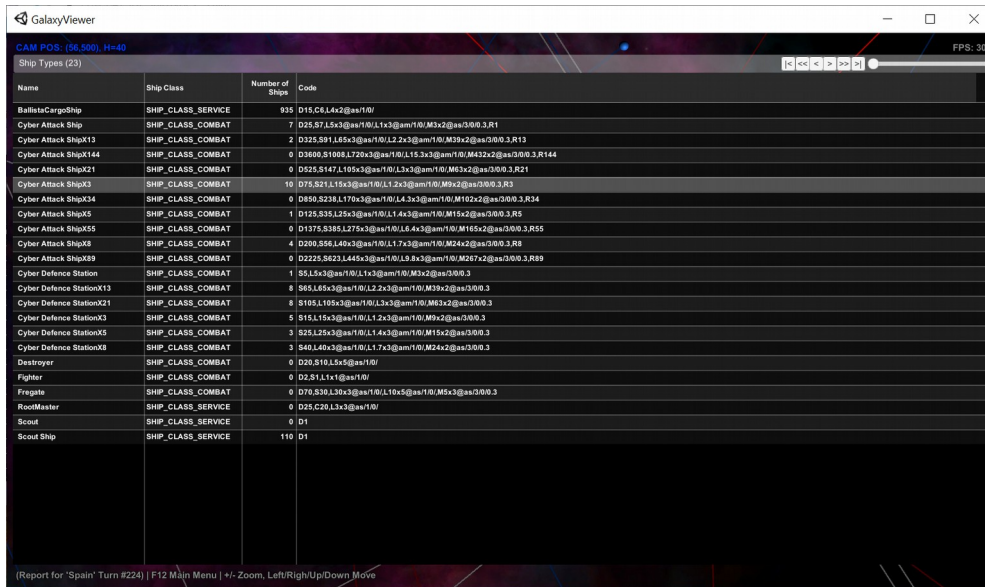 GalaxyViewer
CAM POS: (56,500), H=40
FPS: 30
Ship Types (23)
|< << < > >> >|
Name Ship Class Number of Ships Code
BallistaCargoShip SHIP_CLASS_SERVICE 935 D15,C6,L4x2@as/1/0/
Cyber Attack Ship SHIP_CLASS_COMBAT 7 D25,S7,L5x3@as/1/0/,L1x3@am/1/0/,M3x2@as/3/0/0.3,R1
Cyber Attack ShipX13 SHIP_CLASS_COMBAT 2 D325,S91,L65x3@as/1/0/,L2.2x3@am/1/0/,M39x2@as/3/0/0.3,R13
Cyber Attack ShipX144 SHIP_CLASS_COMBAT 0 D3600,S1008,L720x3@as/1/0/,L15.3x3@am/1/0/,M432x2@as/3/0/0.3,R144
Cyber Attack ShipX21 SHIP_CLASS_COMBAT 0 D525,S147,L105x3@as/1/0/,L3x3@am/1/0/,M63x2@as/3/0/0.3,R21
Cyber Attack ShipX3 SHIP_CLASS_COMBAT 10 D75,S21,L15x3@as/1/0/,L1.2x3@am/1/0/,M9x2@as/3/0/0.3,R3
Cyber Attack ShipX34 SHIP_CLASS_COMBAT 0 D850,S238,L170x3@as/1/0/,L4.3x3@am/1/0/,M102x2@as/3/0/0.3,R34
Cyber Attack ShipX5 SHIP_CLASS_COMBAT 1 D125,S35,L25x3@as/1/0/,L1.4x3@am/1/0/,M15x2@as/3/0/0.3,R5
Cyber Attack ShipX55 SHIP_CLASS_COMBAT 0 D1375,S385,L275x3@as/1/0/,L6.4x3@am/1/0/,M165x2@as/3/0/0.3,R55
Cyber Attack ShipX8 SHIP_CLASS_COMBAT 4 D200,S56,L40x3@as/1/0/,L1.7x3@am/1/0/,M24x2@as/3/0/0.3,R8
Cyber Attack ShipX89 SHIP_CLASS_COMBAT 0 D2225,S623,L445x3@as/1/0/,L9.8x3@am/1/0/,M267x2@as/3/0/0.3,R89
Cyber Defence Station SHIP_CLASS_COMBAT 1 S5,L5x3@as/1/0/,L1x3@am/1/0/,M3x2@as/3/0/0.3
Cyber Defence StationX13 SHIP_CLASS_COMBAT 8 S65,L65x3@as/1/0/,L2.2x3@am/1/0/,M39x2@as/3/0/0.3
Cyber Defence StationX21 SHIP_CLASS_COMBAT 8 S105,L105x3@as/1/0/,L3x3@am/1/0/,M63x2@as/3/0/0.3
Cyber Defence StationX3 SHIP_CLASS_COMBAT 5 S15,L15x3@as/1/0/,L1.2x3@am/1/0/,M9x2@as/3/0/0.3
Cyber Defence StationX5 SHIP_CLASS_COMBAT 3 S25,L25x3@as/1/0/,L1.4x3@am/1/0/,M15x2@as/3/0/0.3
Cyber Defence StationX8 SHIP_CLASS_COMBAT 3 S40,L40x3@as/1/0/,L1.7x3@am/1/0/,M24x2@as/3/0/0.3
Destroyer SHIP_CLASS_COMBAT 0 D20,S10,L5x5@as/1/0/
Fighter SHIP_CLASS_COMBAT 0 D2,S1,L1x1@as/1/0/
Fregate SHIP_CLASS_COMBAT 0 D70,S30,L30x3@as/1/0/,L10x5@as/1/0/,M5x3@as/3/0/0.3
RootMaster SHIP_CLASS_SERVICE 0 D25,C20,L3x3@as/1/0/
Scout SHIP_CLASS_SERVICE 0 D1
Scout Ship SHIP_CLASS_SERVICE 110 D1
(Report for 'Spain' Turn #224) | F12 Main Menu | +/- Zoom, Left/Righ/Up/Down Move